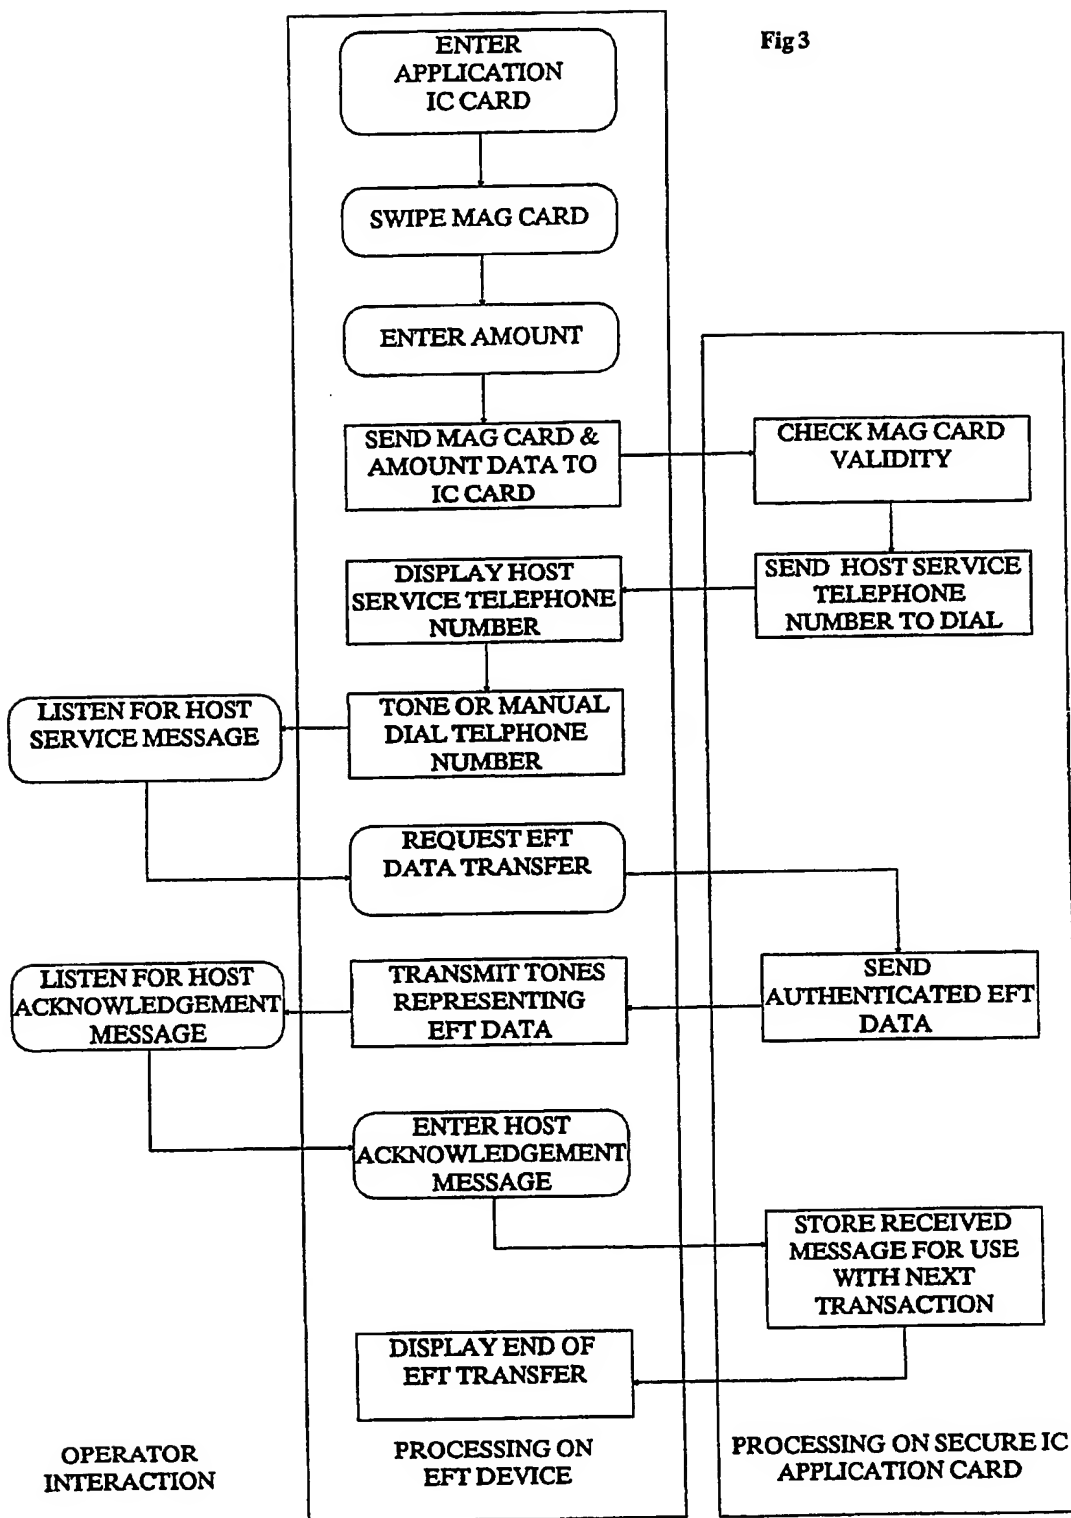 Fig 3
ENTER
APPLICATION
IC CARD
SWIPE MAG CARD
ENTER AMOUNT
SEND MAG CARD &
AMOUNT DATA TO
IC CARD
CHECK MAG CARD
VALIDITY
SEND HOST SERVICE
TELEPHONE
NUMBER TO DIAL
DISPLAY HOST
SERVICE TELEPHONE
NUMBER
TONE OR MANUAL
DIAL TELPHONE
NUMBER
LISTEN FOR HOST
SERVICE MESSAGE
REQUEST EFT
DATA TRANSFER
SEND
AUTHENTICATED EFT
DATA
TRANSMIT TONES
REPRESENTING
EFT DATA
LISTEN FOR HOST
ACKNOWLEDGEMENT
MESSAGE
ENTER HOST
ACKNOWLEDGEMENT
MESSAGE
STORE RECEIVED
MESSAGE FOR USE
WITH NEXT
TRANSACTION
DISPLAY END OF
EFT TRANSFER
OPERATOR
INTERACTION
PROCESSING ON
EFT DEVICE
PROCESSING ON SECURE IC
APPLICATION CARD